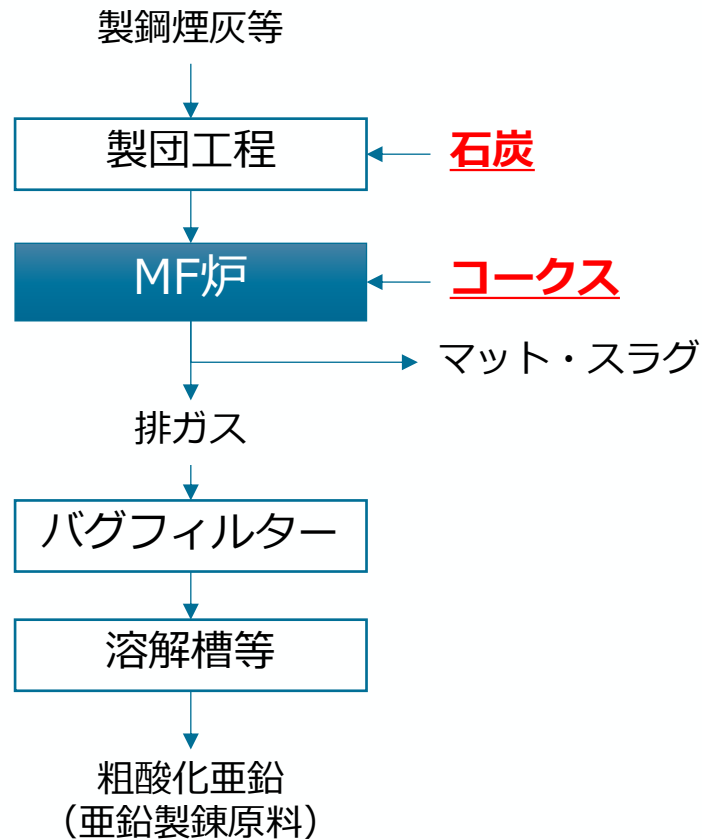 製鋼煙灰等
製団工程
石炭
MF炉
コークス
マット・スラグ
排ガス
バグフィルター
溶解槽等
粗酸化亜鉛
（亜鉛製錬原料）